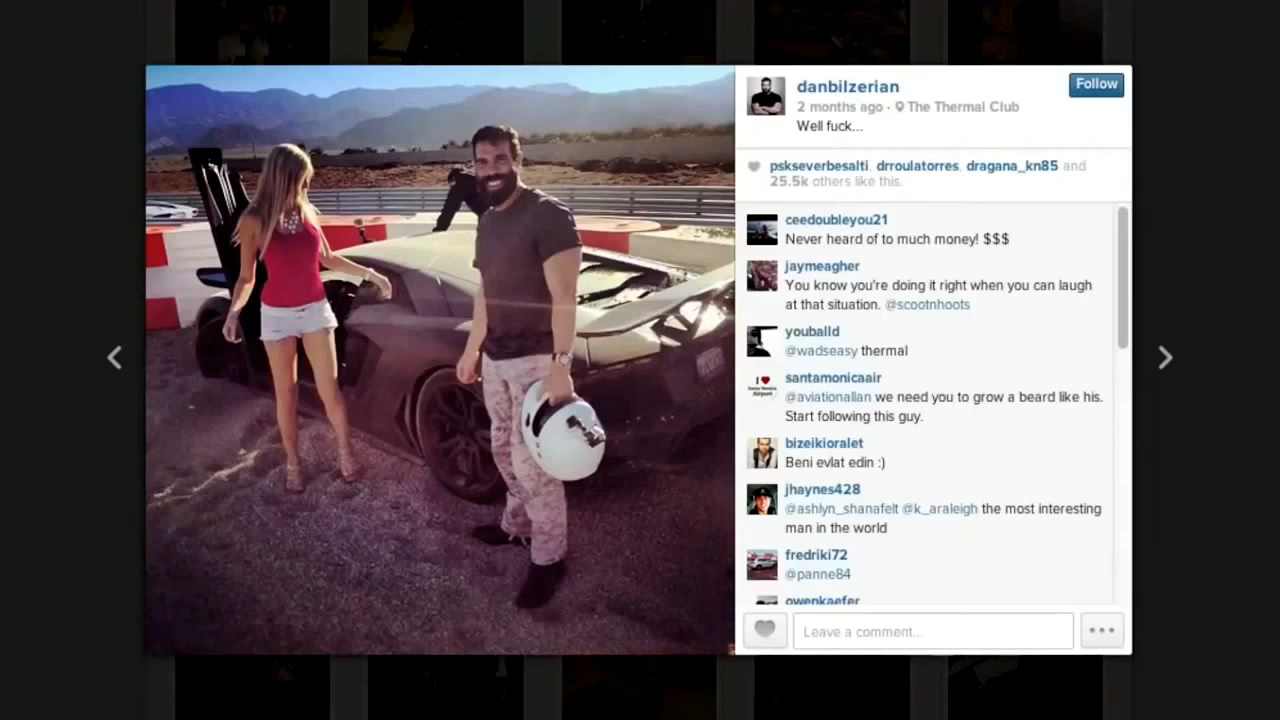 danbilzerian
Follow
2 months ago · The Thermal Club
Well fuck...
pskseverbesalti, drroulatorres, dragana_kn85 and
25.5k others like this.
ceedoubleyou21
Never heard of to much money! $$$
jaymeagher
You know you're doing it right when you can laugh
at that situation. @scootnhoots
youballd
@wadseasy thermal
santamonicaair
@aviationallan we need you to grow a beard like his.
Start following this guy.
bizeikioralet
Beni evlat edin :)
jhaynes428
@ashlyn_shanafelt @k_araleigh the most interesting
man in the world
fredriki72
@panne84
owenkaefer
Leave a comment...